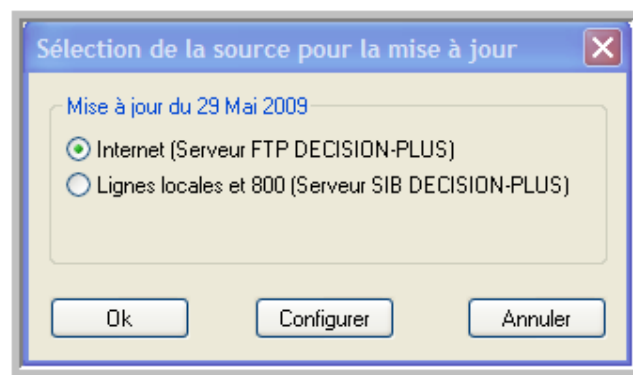 Sélection de la source pour la mise à jour
Mise à jour du 29 Mai 2009
Internet (Serveur FTP DECISION-PLUS)
Lignes locales et 800 (Serveur SIB DECISION-PLUS)
Ok Configurer Annuler